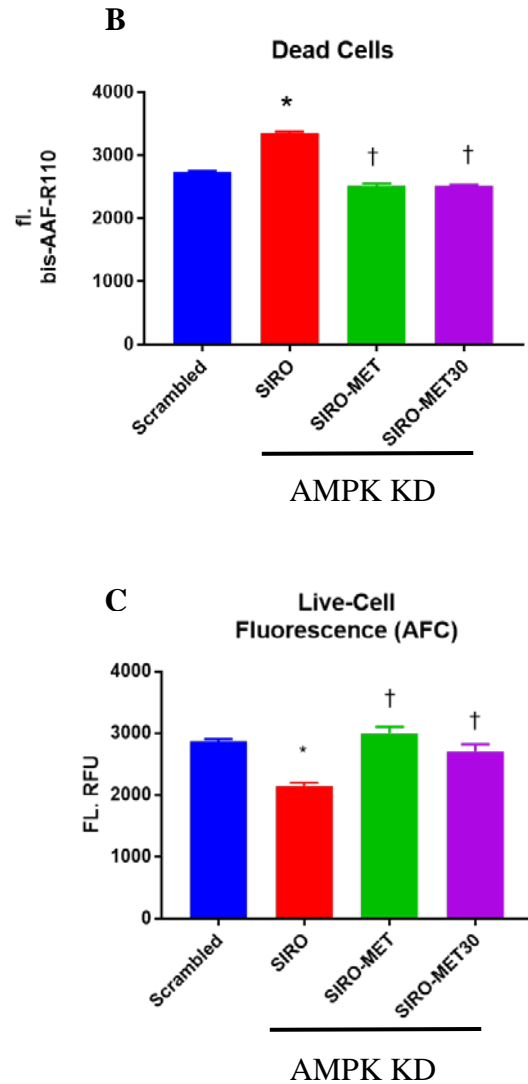 B
Dead Cells
*
†
†
4000
3000
2000
1000
0
fl.
bis-AAF-R110
Scrambled
SIRO
SIRO-MET
SIRO-MET30
AMPK KD
C
Live-Cell
Fluorescence (AFC)
†
†
*
4000
3000
2000
1000
0
FL. RFU
Scrambled
SIRO
SIRO-MET
SIRO-MET30
AMPK KD